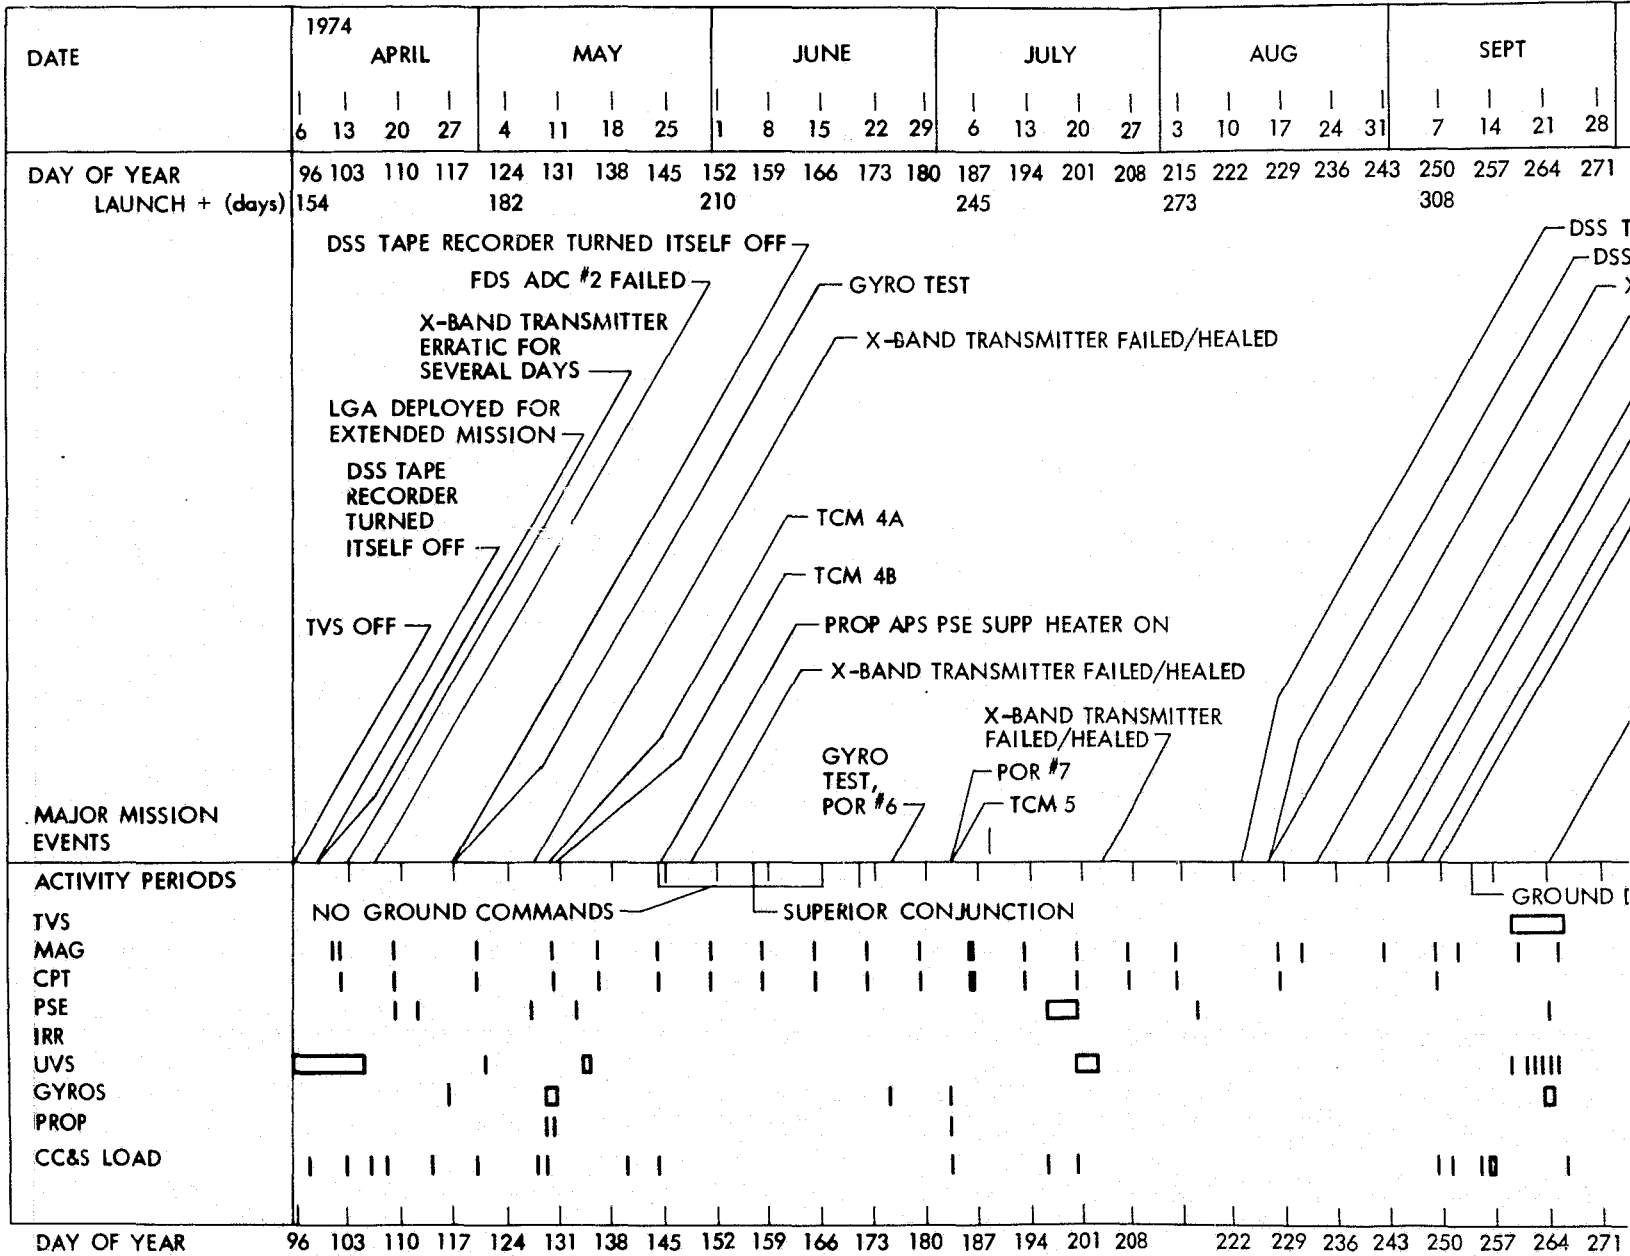 1974
DATE APRIL MAY JUNE JULY AUG SEPT
6 13 20 27 4 11 18 25 1 8 15 22 29 6 13 20 27 3 10 17 24 31 7 14 21 28
DAY OF YEAR 96 103 110 117 124 131 138 145 152 159 166 173 180 187 194 201 208 215 222 229 236 243 250 257 264 271
LAUNCH + (days) 154 182 210 245 273 308
DSS TAPE RECORDER TURNED ITSELF OFF
FDS ADC #2 FAILED
X-BAND TRANSMITTER
ERRATIC FOR
SEVERAL DAYS
LGA DEPLOYED FOR
EXTENDED MISSION
DSS TAPE
RECORDER
TURNED
ITSELF OFF
TVS OFF
GYRO TEST
X-BAND TRANSMITTER FAILED/HEALED
TCM 4A
TCM 4B
PROP APS PSE SUPP HEATER ON
X-BAND TRANSMITTER FAILED/HEALED
X-BAND TRANSMITTER
FAILED/HEALED
GYRO
TEST,
POR #6
POR #7
TCM 5
DSS T
DSS
MAJOR MISSION
EVENTS
ACTIVITY PERIODS
NO GROUND COMMANDS
SUPERIOR CONJUNCTION
GROUND
TVS
MAG
CPT
PSE
IRR
UVS
GYROS
PROP
CC&S LOAD
DAY OF YEAR 96 103 110 117 124 131 138 145 152 159 166 173 180 187 194 201 208 222 229 236 243 250 257 264 271